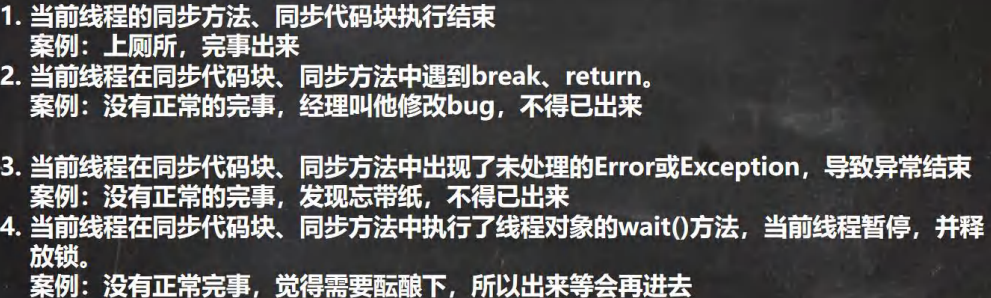 1. 当前线程的同步方法、同步代码块执行结束
案例：上厕所，完事出来
2. 当前线程在同步代码块、同步方法中遇到break、return。
案例：没有正常的完事，经理叫他修改bug，不得已出来
3. 当前线程在同步代码块、同步方法中出现了未处理的Error或Exception，导致异常结束
案例：没有正常的完事，发现忘带纸，不得已出来
4. 当前线程在同步代码块、同步方法中执行了线程对象的wait()方法，当前线程暂停，并释
放锁。
案例：没有正常完事，觉得需要酝酿下，所以出来等会再进去